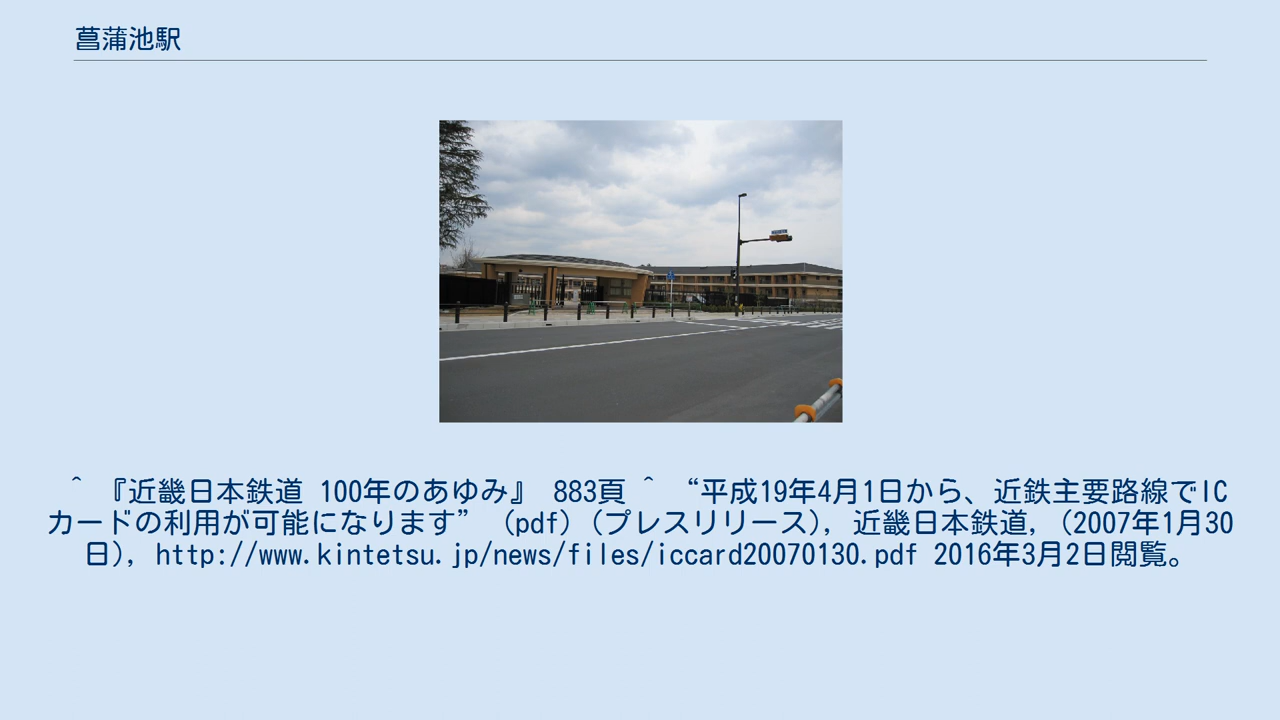 菖蒲池駅
^ 『近畿日本鉄道 100年のあゆみ』 883頁 ^ “平成19年4月1日から、近鉄主要路線でIC
カードの利用が可能になります” (pdf) (プレスリリース), 近畿日本鉄道, (2007年1月30
日), http://www.kintetsu.jp/news/files/iccard20070130.pdf 2016年3月2日閲覧。